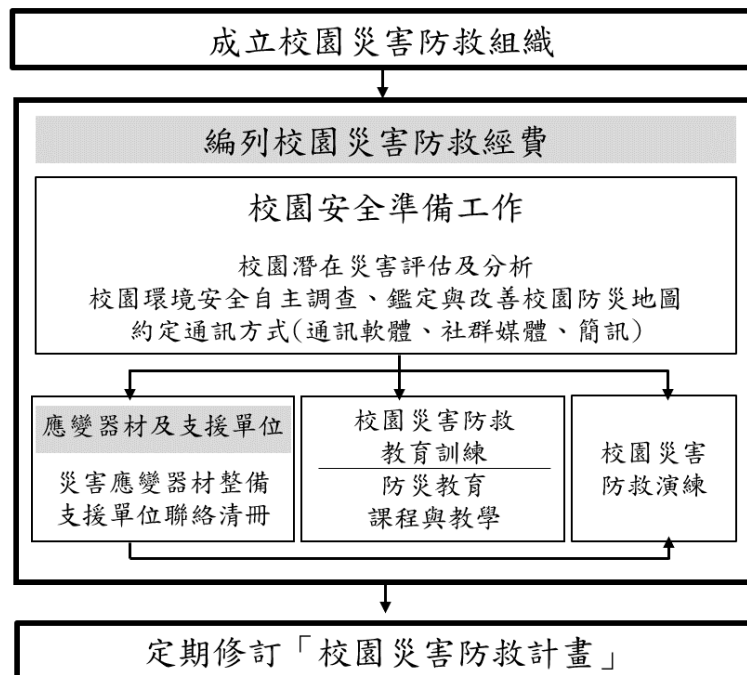 成立校園災害防救組織
編列校園災害防救經費
校園安全準備工作
校園潛在災害評估及分析
校園環境安全自主調查、鑑定與改善校園防災地圖
約定通訊方式(通訊軟體、社群媒體、簡訊)
應變器材及支援單位
災害應變器材整備
支援單位聯絡清冊
校園災害防救
教育訓練
防災教育
課程與教學
校園災害
防救演練
定期修訂「校園災害防救計畫」